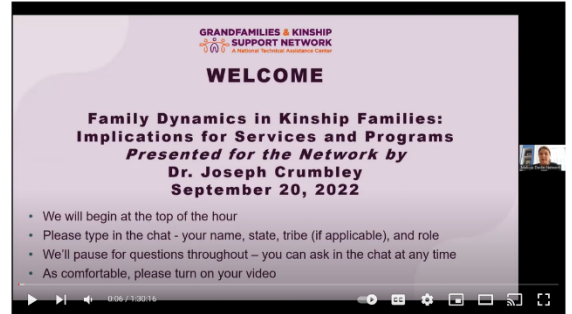 GRANDFAMILIES & KINSHIP
SUPPORT NETWORK
A National Technical Assistance Center
WELCOME
Family Dynamics in Kinship Families:
Implications for Services and Programs
Presented for the Network by
Dr. Joseph Crumbley
September 20, 2022
• We will begin at the top of the hour
• Please type in the chat - your name, state, tribe (if applicable), and role
• We'll pause for questions throughout – you can ask in the chat at any time
• As comfortable, please turn on your video
0:06 / 1:30:16
CC